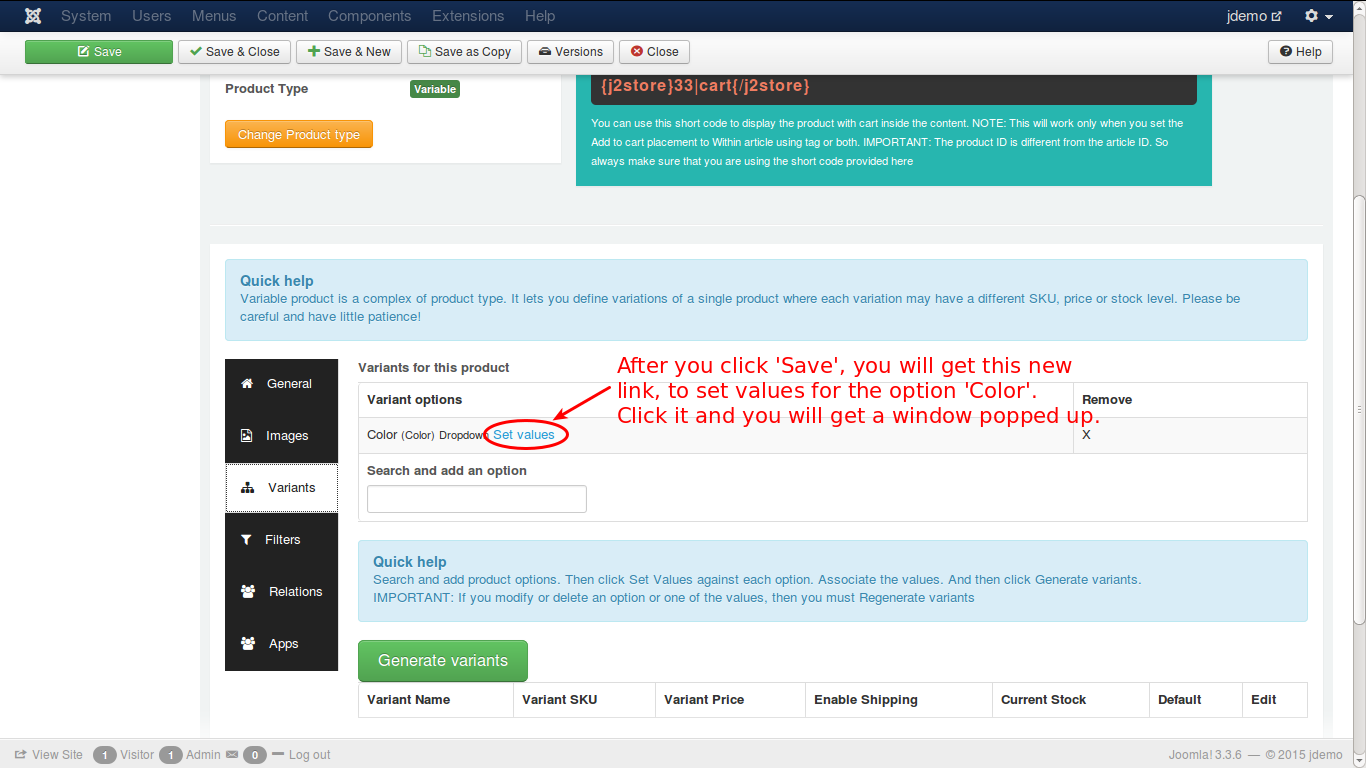 System Users Menus Content Components Extensions Help jdemo
Save Save & Close Save & New Save as Copy Versions Close Help
Product Type Variable
Change Product type
{j2store}33|cart{/j2store}
You can use this short code to display the product with cart inside the content. NOTE: This will work only when you set the
Add to cart placement to Within article using tag or both. IMPORTANT: The product ID is different from the article ID. So
always make sure that you are using the short code provided here
Quick help
Variable product is a complex of product type. It lets you define variations of a single product where each variation may have a different SKU, price or stock level. Please be
careful and have little patience!
General
Images
Variants
Filters
Relations
Apps
Variants for this product
After you click 'Save', you will get this new
link, to set values for the option 'Color'.
Click it and you will get a window popped up.
Variant options Remove
Color (Color) Dropdown Set values X
Search and add an option
Quick help
Search and add product options. Then click Set Values against each option. Associate the values. And then click Generate variants.
IMPORTANT: If you modify or delete an option or one of the values, then you must Regenerate variants
Generate variants
Variant Name Variant SKU Variant Price Enable Shipping Current Stock Default Edit
View Site 1 Visitor 1 Admin 0 Log out Joomla! 3.3.6 — © 2015 jdemo